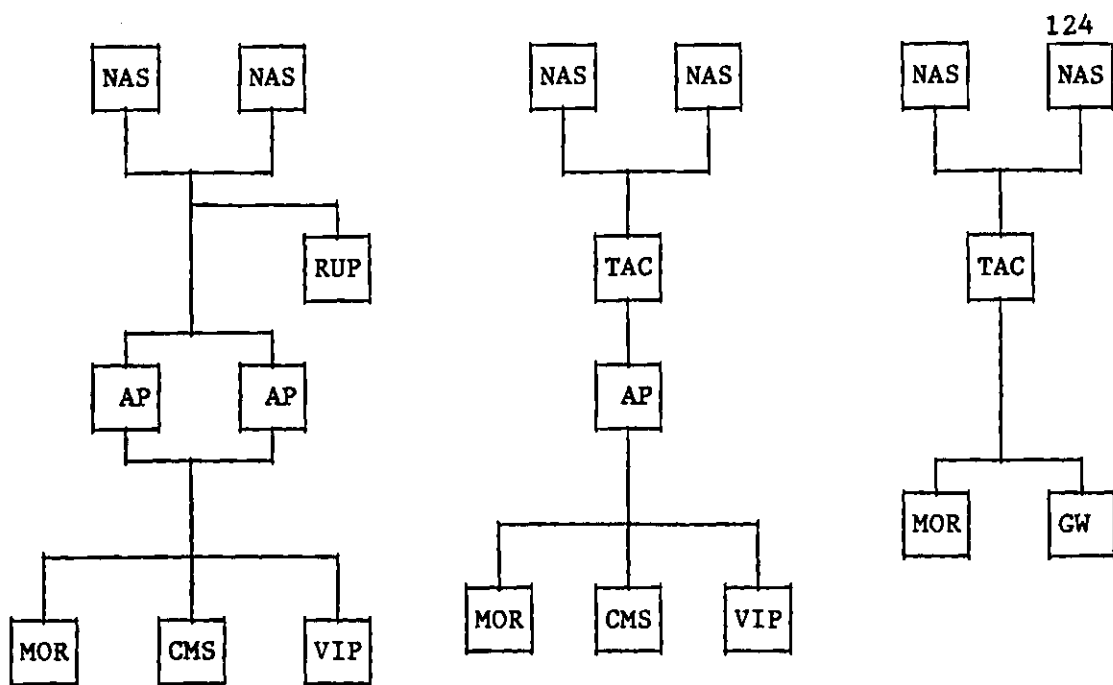 124
NAS NAS NAS NAS NAS NAS
RUP TAC TAC
AP AP AP
MOR GW
MOR CMS VIP MOR CMS VIP